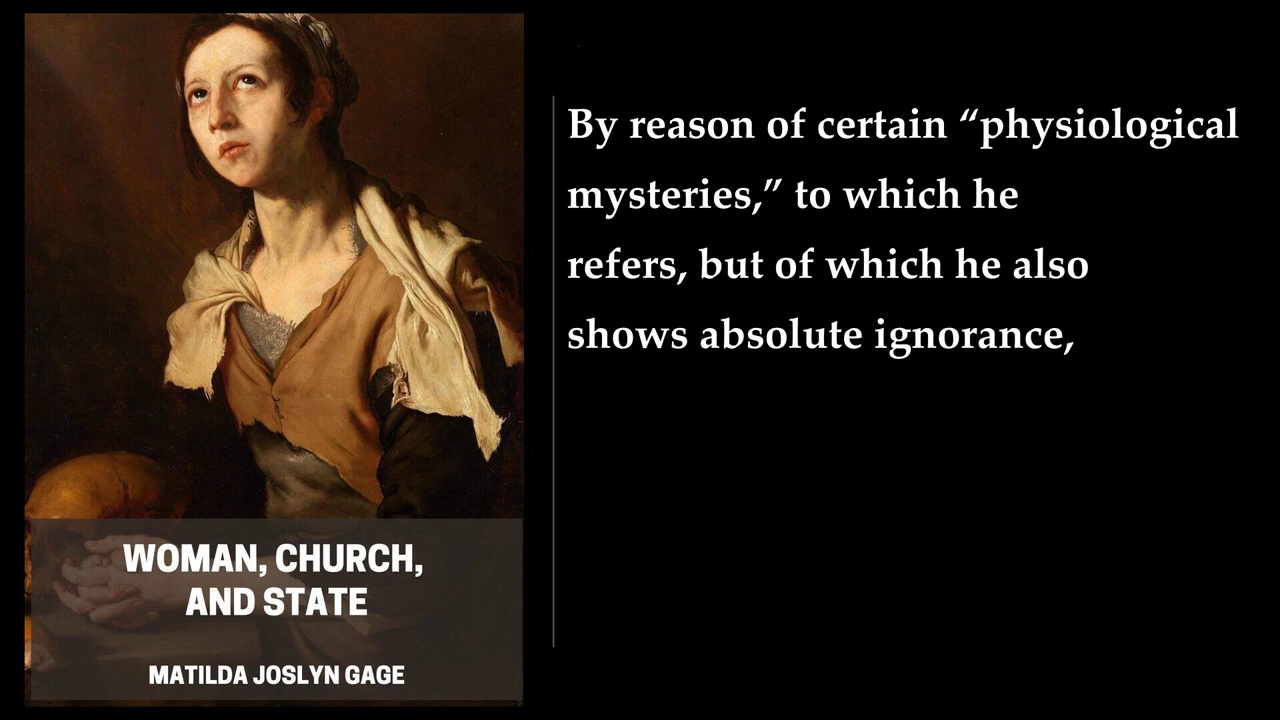 WOMAN, CHURCH,
AND STATE
MATILDA JOSLYN GAGE
By reason of certain “physiological
mysteries,” to which he
refers, but of which he also
shows absolute ignorance,